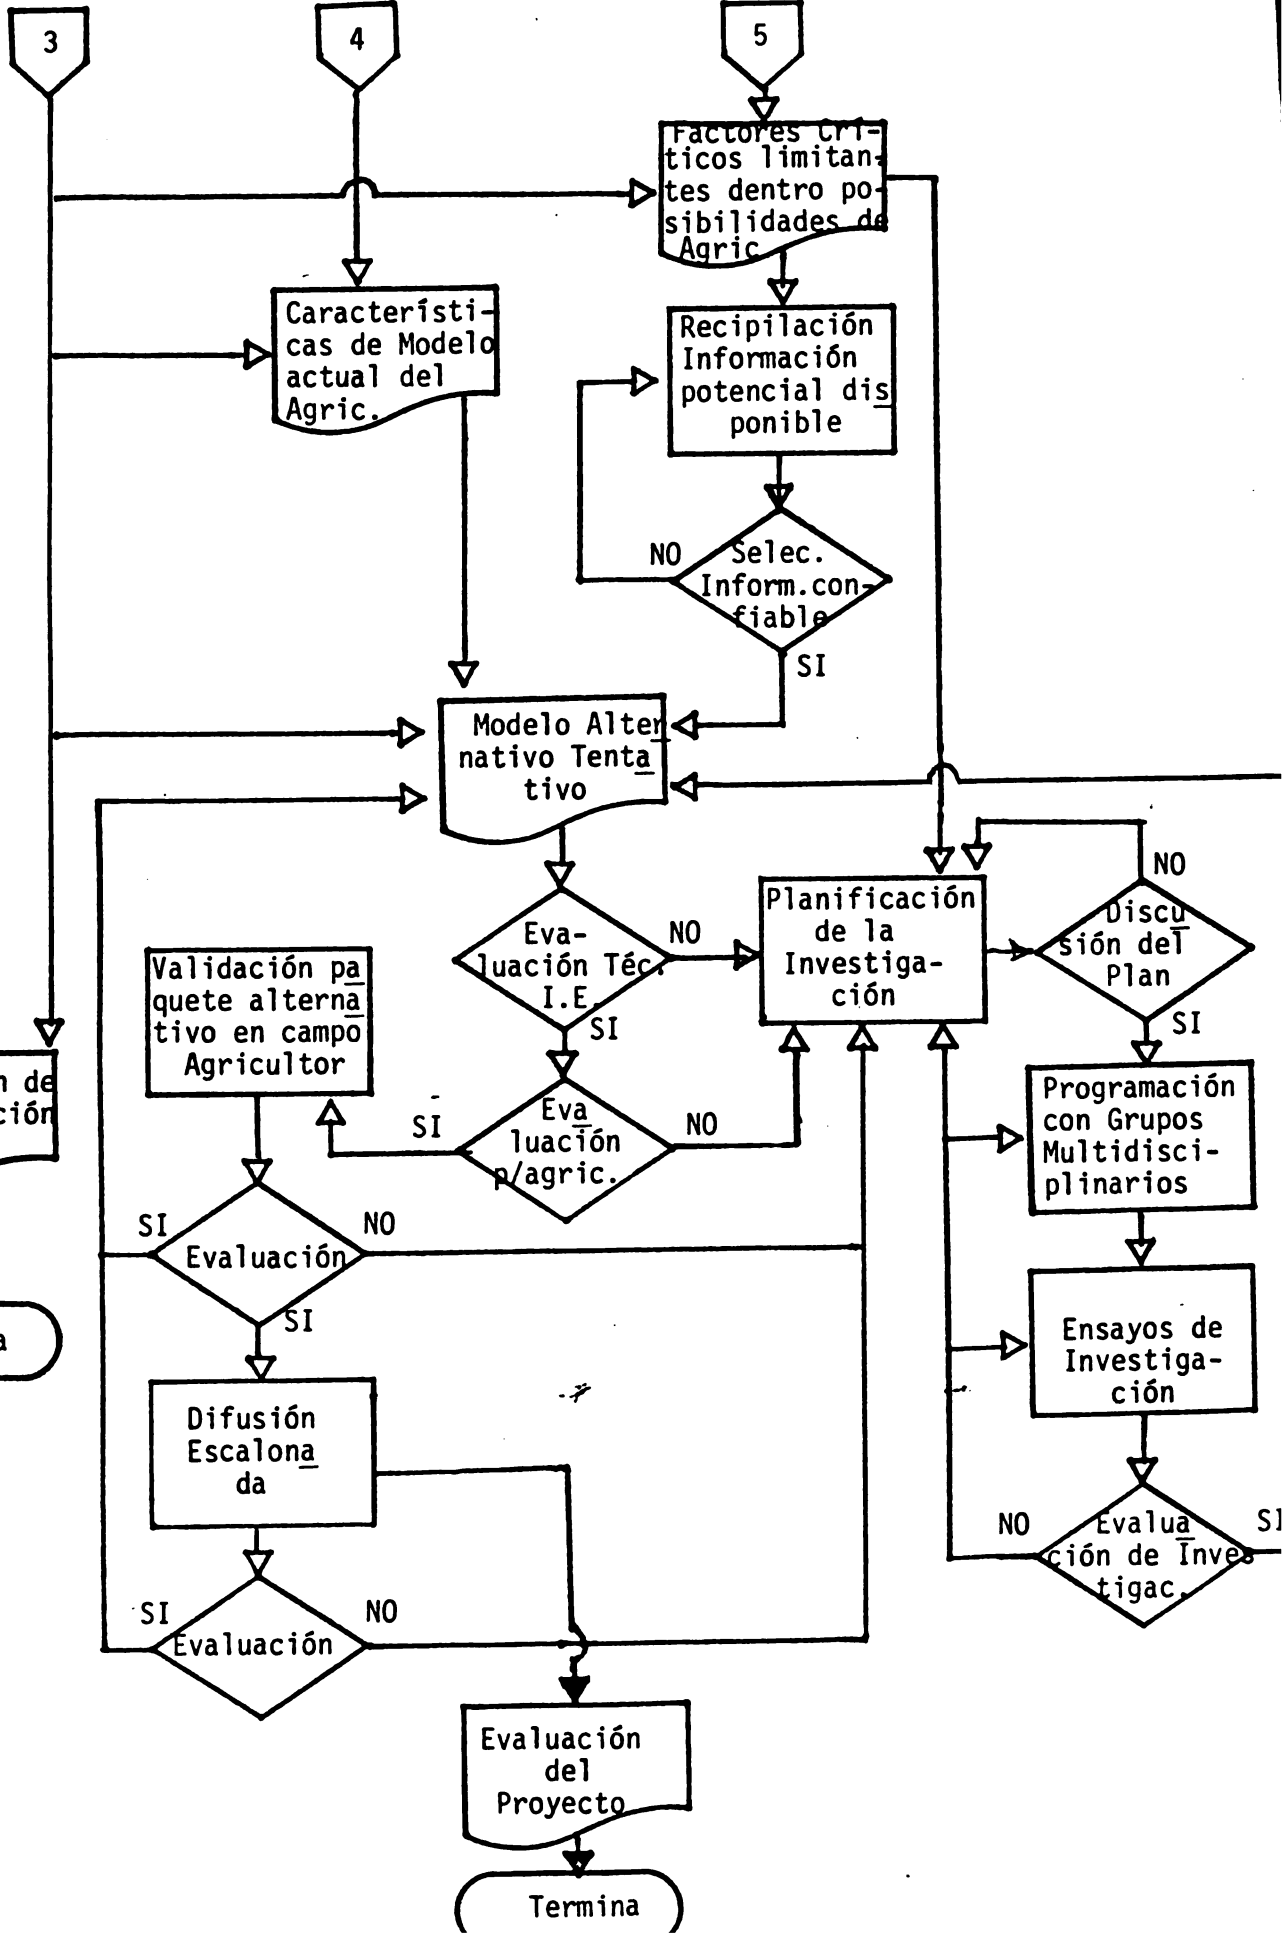 3
4
5
Factores Crí-
ticos limitan-
tes dentro po-
sibilidades de
Agric
Característi-
cas de Modelo
actual del
Agric.
Recipilación
Información
potencial dis
ponible
NO
Selec.
Inform.con-
fiable
SI
Modelo Alter
nativo Tenta
tivo
Eva-
luación Téc.
I.E.
NO
SI
Planificación
de la
Investiga-
ción
NO
Discu
sión del
Plan
SI
Validación pa
quete alterna
tivo en campo
Agricultor
SI
Eva
luación
p/agric.
NO
Programación
con Grupos
Multidisci-
plinarios
n de
ción
SI
Evaluación
NO
SI
Ensayos de
Investiga-
ción
a
Difusión
Escalona
da
NO
Evalua
ción de Inves
tigac.
SI
SI
Evaluación
NO
Evaluación
del
Proyecto
Termina